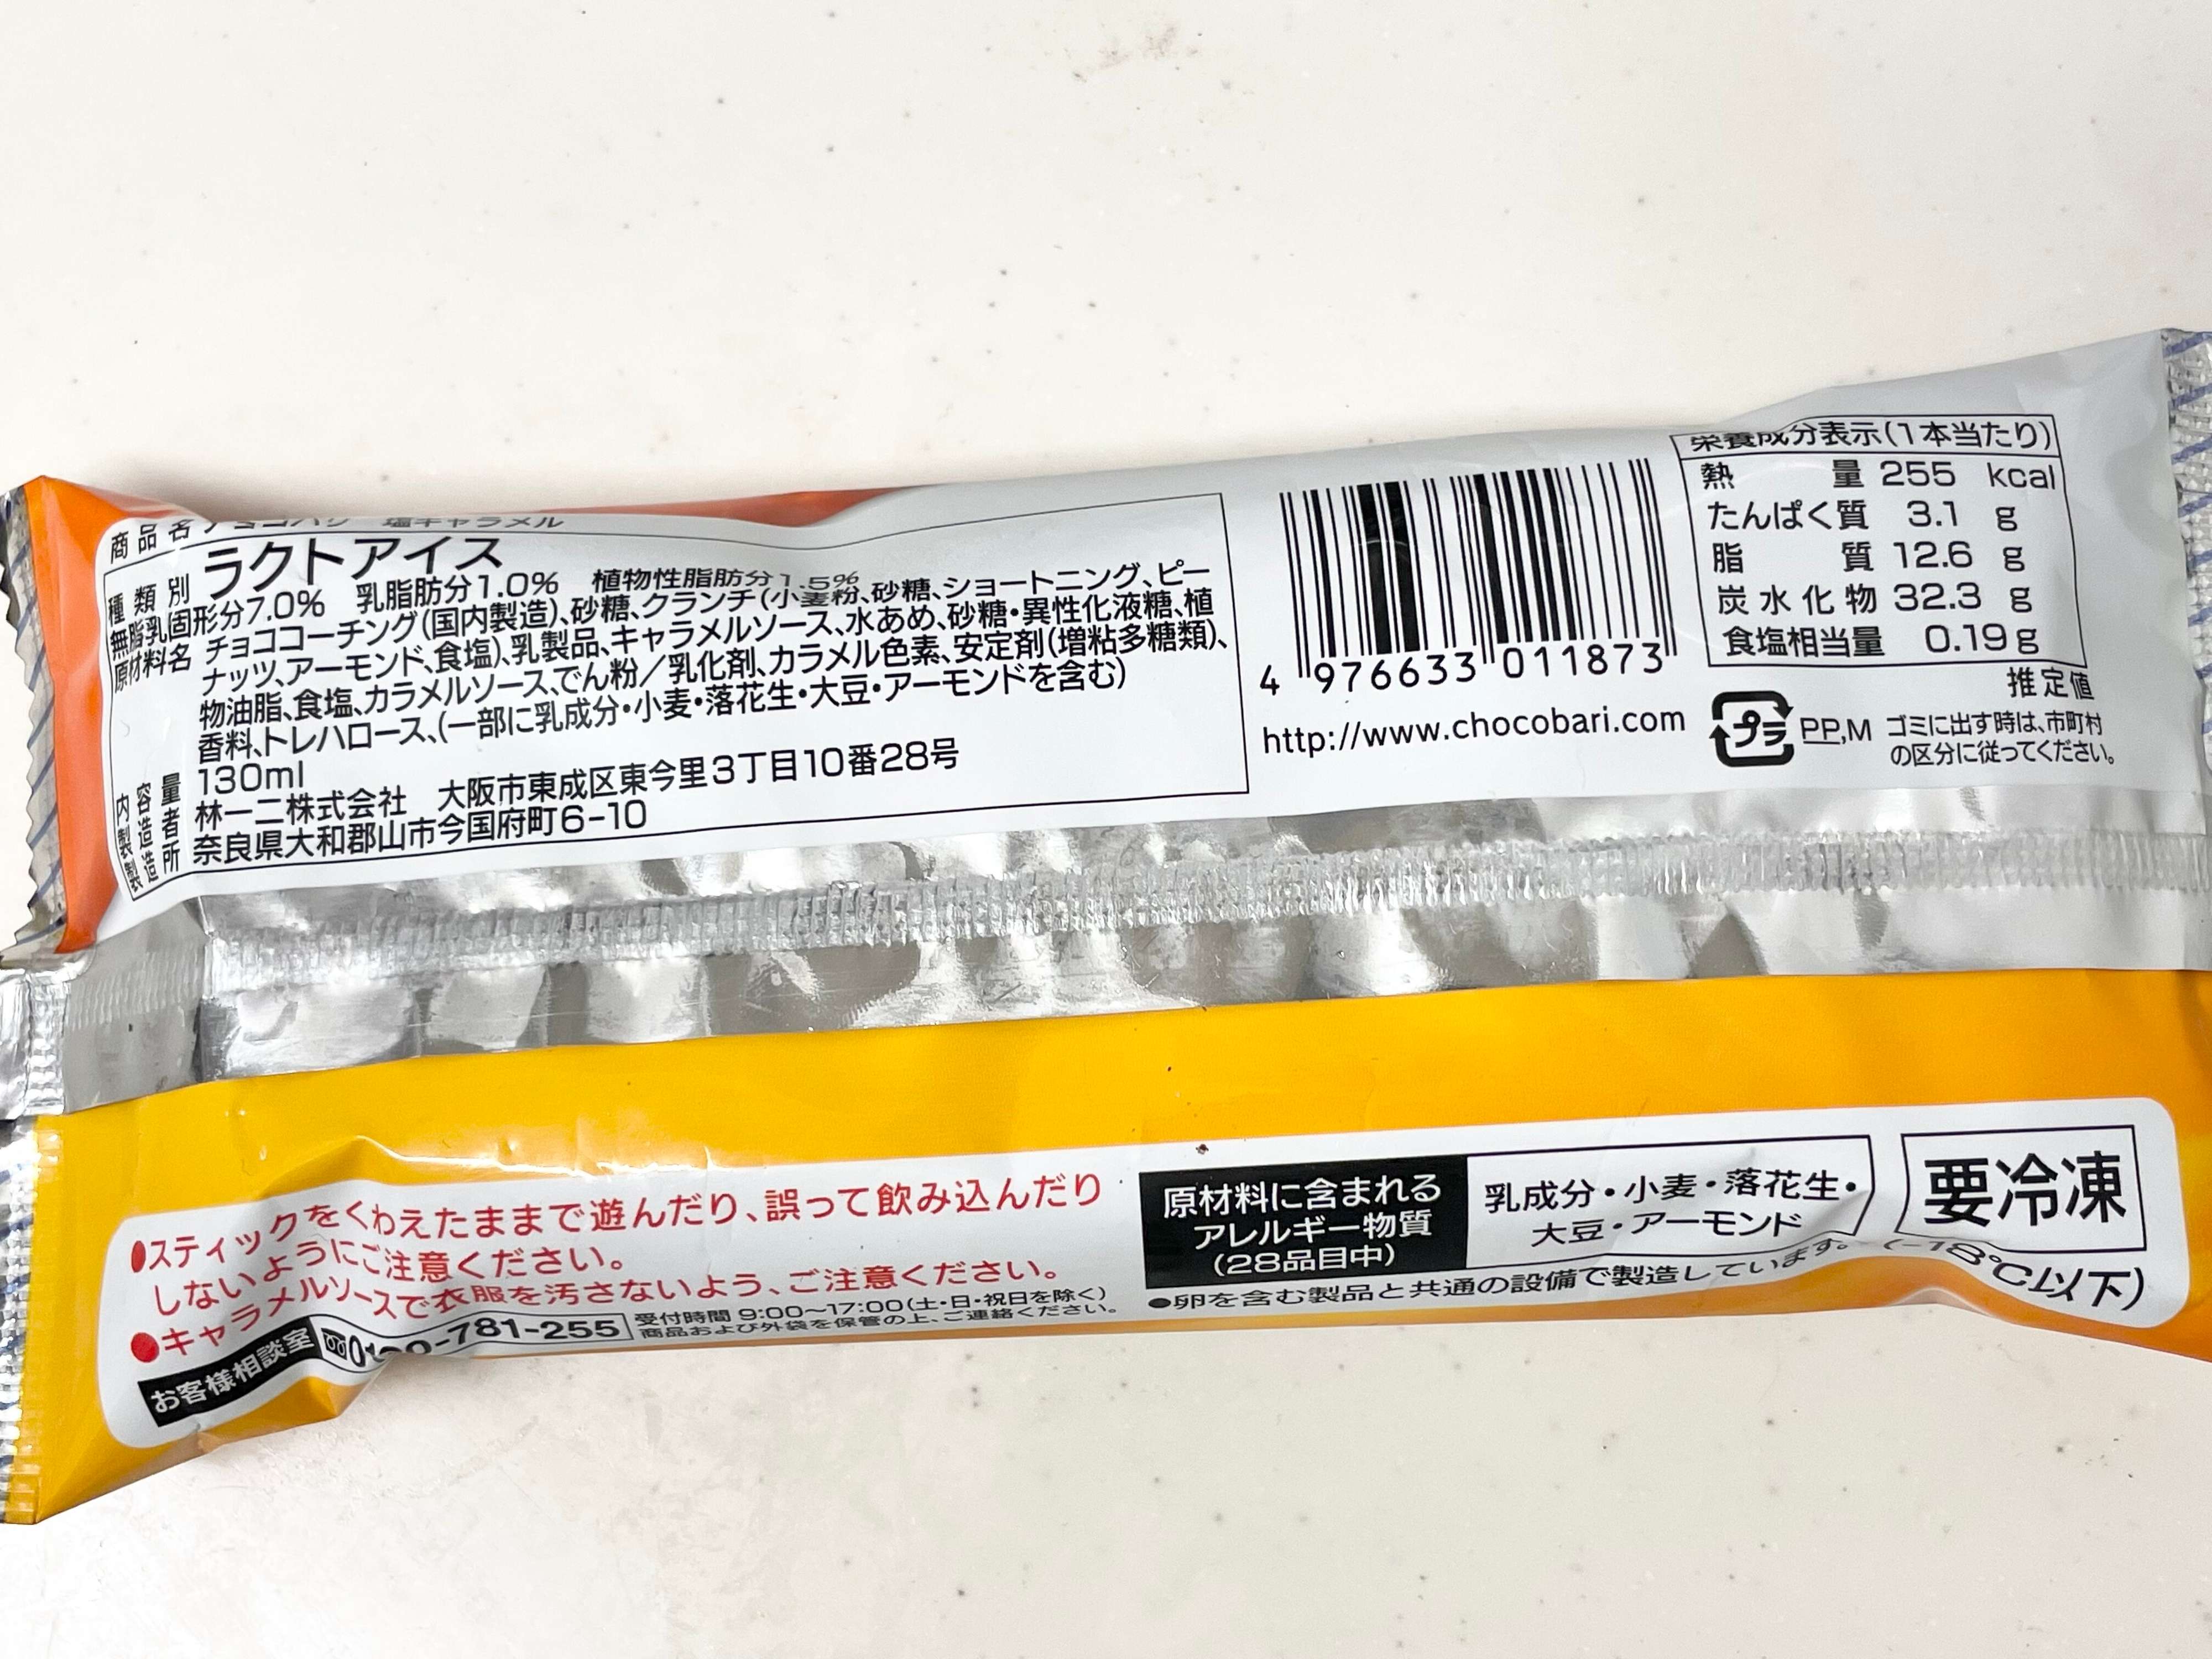 商品名 チョコバリ 塩キャラメル
種類別 ラクトアイス
無脂乳固形分7.0% 乳脂肪分1.0% 植物性脂肪分1.5%
原材料名 チョココーチング(国内製造)、砂糖、クランチ(小麦粉、砂糖、ショートニング、ピー
ナッツ、アーモンド、食塩)、乳製品、キャラメルソース、水あめ、砂糖・異性化液糖、植
物油脂、食塩、カラメルソース、でん粉/乳化剤、カラメル色素、安定剤(増粘多糖類)、
香料、トレハロース、(一部に乳成分・小麦・落花生・大豆・アーモンドを含む)
内容量 130ml
製造者 林一二株式会社 大阪市東成区東今里3丁目10番28号
製造所 奈良県大和郡山市今国府町6-10
4 976633 011873
http://www.chocobari.com
栄養成分表示(1本当たり)
熱量 255 kcal
たんぱく質 3.1 g
脂質 12.6 g
炭水化物 32.3 g
食塩相当量 0.19g
推定値
プラ PP,M ゴミに出す時は、市町村
の区分に従ってください。
●スティックをくわえたままで遊んだり、誤って飲み込んだり
しないようにご注意ください。
●キャラメルソースで衣服を汚さないよう、ご注意ください。
お客様相談室 -781-255
受付時間 9:00〜17:00(土・日・祝日を除く)
商品および外袋を保管の上、ご連絡ください。
原材料に含まれる
アレルギー物質
(28品目中)
乳成分・小麦・落花生・
大豆・アーモンド
●卵を含む製品と共通の設備で製造しています。
要冷凍
(-18℃以下)